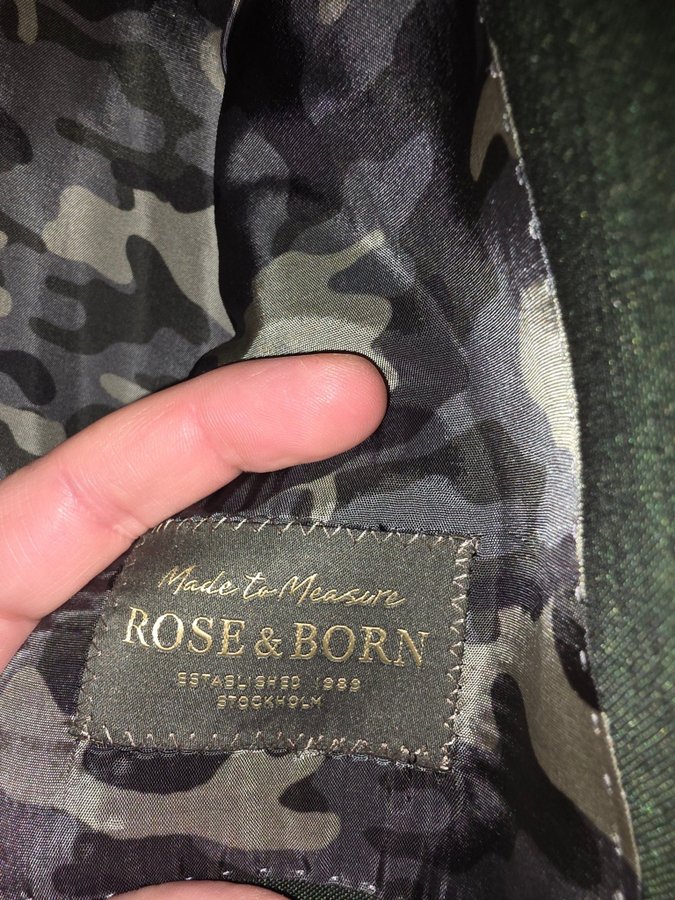 Made to Measure
ROSE & BORN
ESTABLISHED 1989
STOCKHOLM